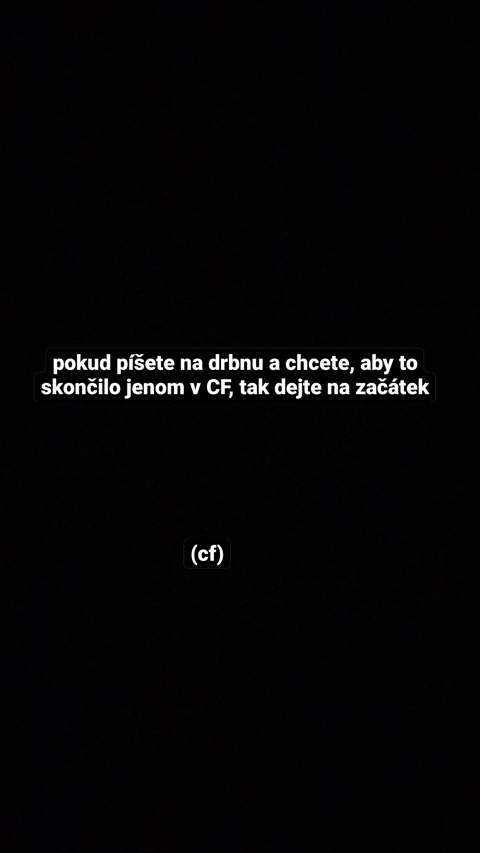 pokud píšete na drbnu a chcete, aby to
skončilo jenom v CF, tak dejte na začátek
(cf)